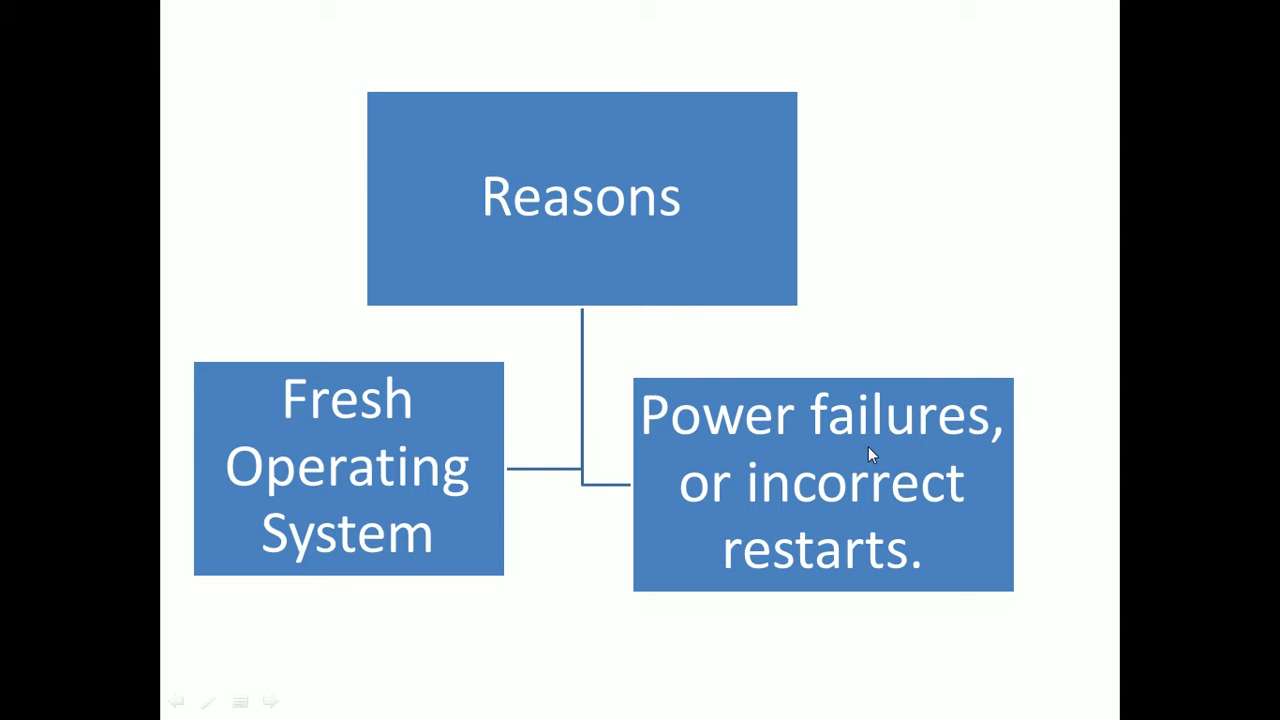 Reasons
Fresh
Operating
System
Power failures,
or incorrect
restarts.